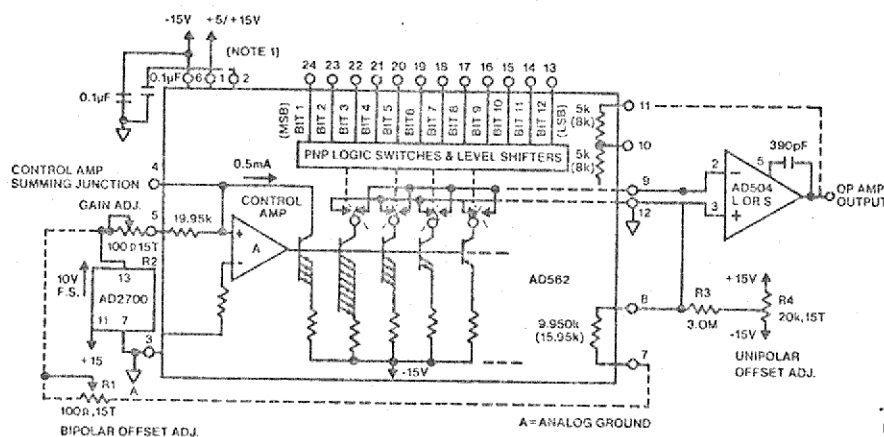 -15V +5/+15V
[NOTE 1]
0.1µF 6 1 2
0.1µF
24 23 22 21 20 19 18 17 16 15 14 13
(MSB) BIT 1 BIT 2 BIT 3 BIT 4 BIT 5 BIT 6 BIT 7 BIT 8 BIT 9 BIT 10 BIT 11 BIT 12 (LSB)
5k
(8k)
11
10
5k
(8k)
PNP LOGIC SWITCHES & LEVEL SHIFTERS
390pF
CONTROL AMP
SUMMING JUNCTION
4
0.5mA
9
12
2
3
5
AD504
L OR S
OP AMP
OUTPUT
GAIN ADJ.
5
19.95k
CONTROL
AMP
A
+
-
-
+
100Ω 15T
R2
10V
F.S.
13
AD2700
11 7
+15
3
A
AD562
8
R3
3.0M
+15V
R4
20k,15T
-15V
9.950k
(15.95k)
7
UNIPOLAR
OFFSET ADJ.
-15V
R1
100Ω,15T
BIPOLAR OFFSET ADJ.
A=ANALOG GROUND